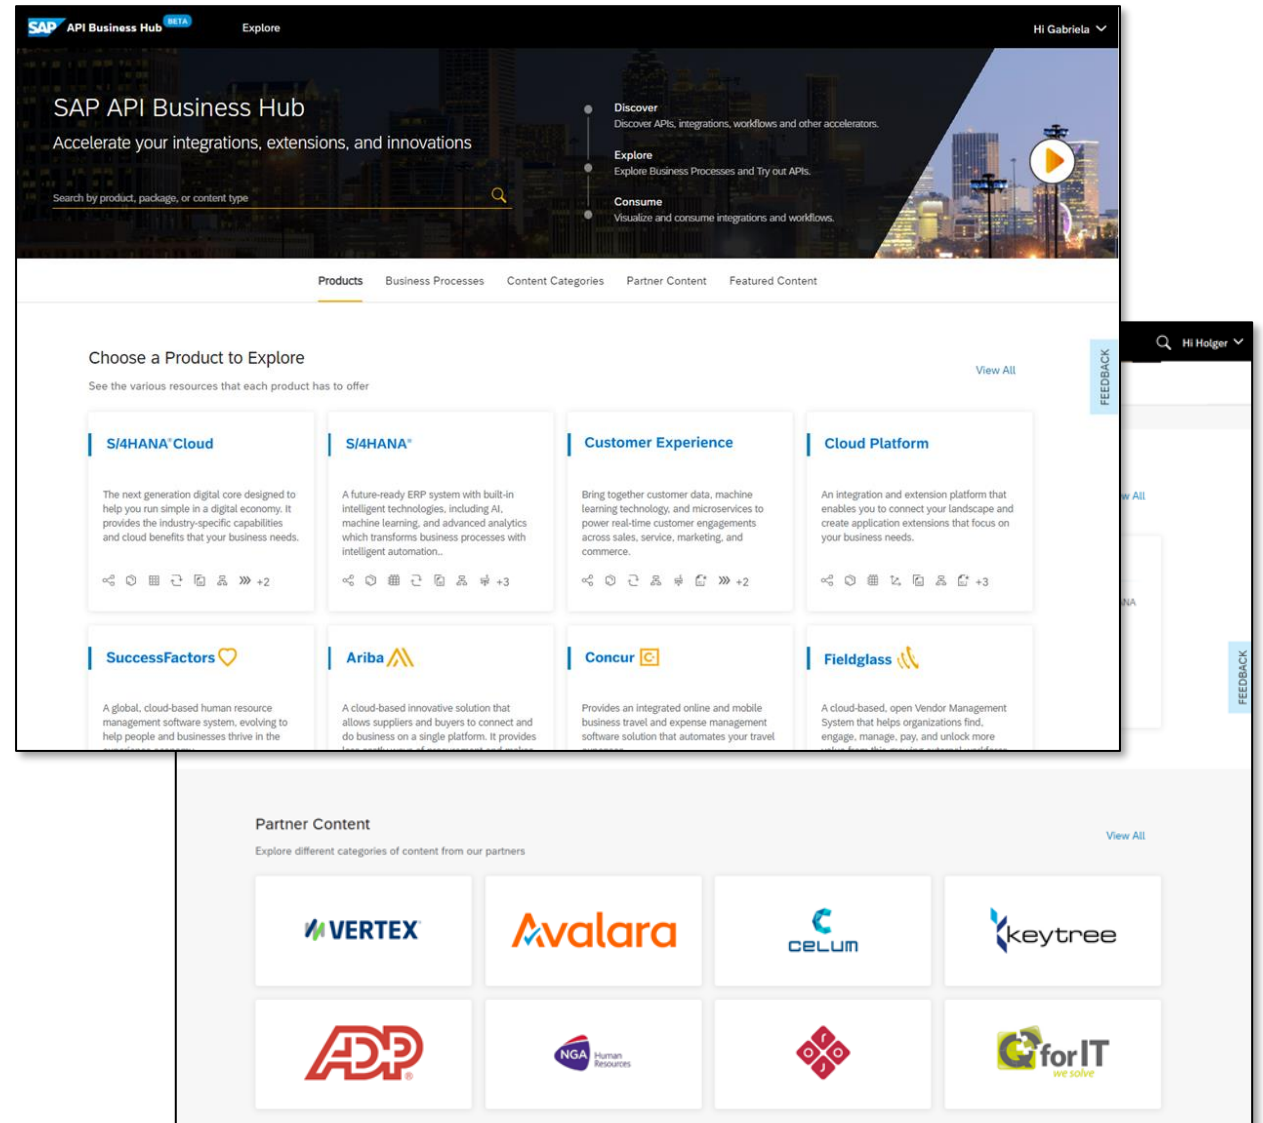 SAP API Business Hub BETA
Explore
Hi Gabriela
SAP API Business Hub
Accelerate your integrations, extensions, and innovations
Search by product, package, or content type
Discover
Discover APIs, integrations, workflows and other accelerators.
Explore
Explore Business Processes and Try out APIs.
Consume
Visualize and consume integrations and workflows.
Products Business Processes Content Categories Partner Content Featured Content
Choose a Product to Explore
See the various resources that each product has to offer
View All
FEEDBACK
S/4HANA® Cloud
The next generation digital core designed to
help you run simple in a digital economy. It
provides the industry-specific capabilities
and cloud benefits that your business needs.
+2
S/4HANA®
A future-ready ERP system with built-in
intelligent technologies, including AI,
machine learning, and advanced analytics
which transforms business processes with
intelligent automation..
+3
Customer Experience
Bring together customer data, machine
learning technology, and microservices to
power real-time customer engagements
across sales, service, marketing, and
commerce.
+2
Cloud Platform
An integration and extension platform that
enables you to connect your landscape and
create application extensions that focus on
your business needs.
+3
SuccessFactors
A global, cloud-based human resource
management software system, evolving to
help people and businesses thrive in the
Ariba
A cloud-based innovative solution that
allows suppliers and buyers to connect and
do business on a single platform. It provides
Concur C
Provides an integrated online and mobile
business travel and expense management
software solution that automates your travel
Fieldglass
A cloud-based, open Vendor Management
System that helps organizations find,
engage, manage, pay, and unlock more
Hi Holger
w All
FEEDBACK
Partner Content
Explore different categories of content from our partners
View All
VERTEX
Avalara
CELUM
keytree
ADP®
NGA Human
Resources
rooJ
Q forIT
we solve